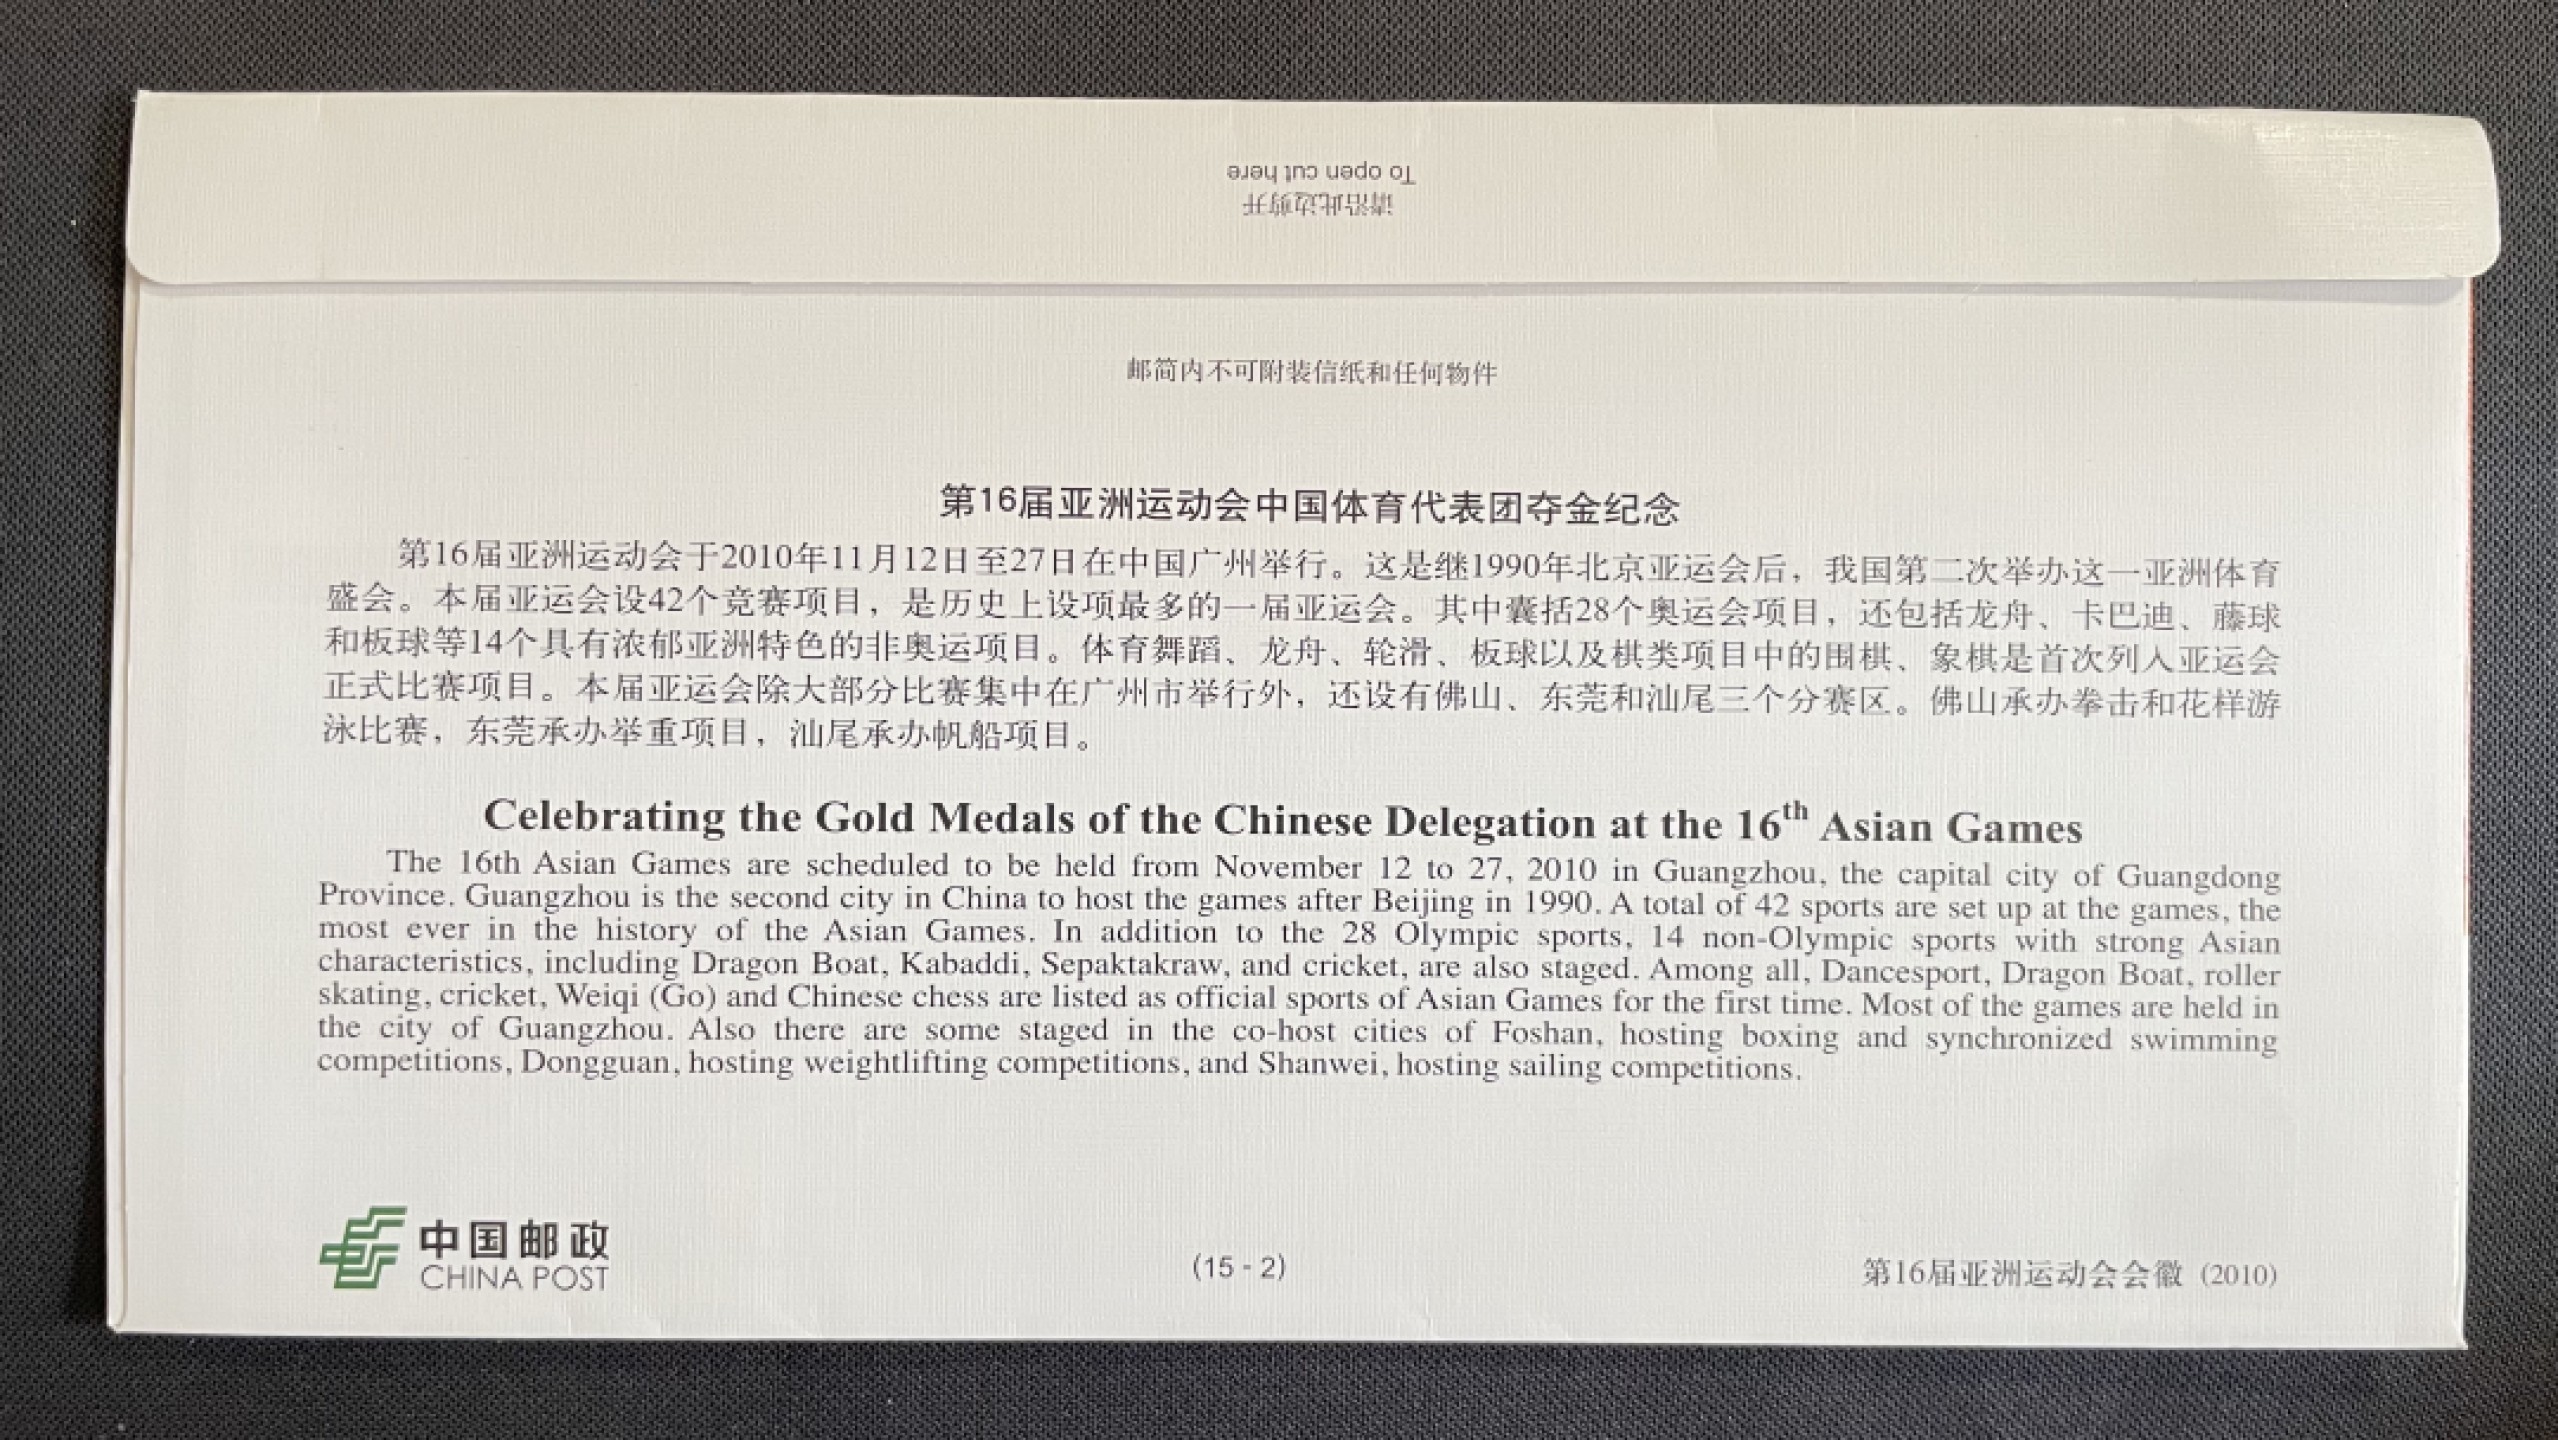 To open cut here
请沿此边剪开
邮简内不可附装信纸和任何物件
第16届亚洲运动会中国体育代表团夺金纪念
第16届亚洲运动会于2010年11月12日至27日在中国广州举行。这是继1990年北京亚运会后，我国第二次举办这一亚洲体育
盛会。本届亚运会设42个竞赛项目，是历史上设项最多的一届亚运会。其中囊括28个奥运会项目，还包括龙舟、卡巴迪、藤球
和板球等14个具有浓郁亚洲特色的非奥运项目。体育舞蹈、龙舟、轮滑、板球以及棋类项目中的围棋、象棋是首次列入亚运会
正式比赛项目。本届亚运会除大部分比赛集中在广州市举行外，还设有佛山、东莞和汕尾三个分赛区。佛山承办拳击和花样游
泳比赛，东莞承办举重项目，汕尾承办帆船项目。
Celebrating the Gold Medals of the Chinese Delegation at the 16th Asian Games
The 16th Asian Games are scheduled to be held from November 12 to 27, 2010 in Guangzhou, the capital city of Guangdong
Province. Guangzhou is the second city in China to host the games after Beijing in 1990. A total of 42 sports are set up at the games, the
most ever in the history of the Asian Games. In addition to the 28 Olympic sports, 14 non-Olympic sports with strong Asian
characteristics, including Dragon Boat, Kabaddi, Sepaktakraw, and cricket, are also staged. Among all, Dancesport, Dragon Boat, roller
skating, cricket, Weiqi (Go) and Chinese chess are listed as official sports of Asian Games for the first time. Most of the games are held in
the city of Guangzhou. Also there are some staged in the co-host cities of Foshan, hosting boxing and synchronized swimming
competitions, Dongguan, hosting weightlifting competitions, and Shanwei, hosting sailing competitions.
中国邮政
CHINA POST
(15 - 2)
第16届亚洲运动会会徽 (2010)